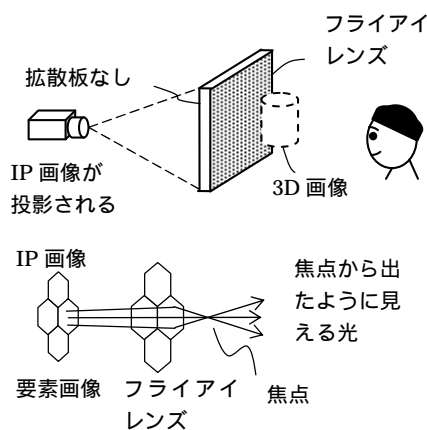 フライアイ
レンズ
拡散板なし
IP 画像が
投影される
3D 画像
IP 画像
焦点から出
たように見
える光
要素画像
フライアイ
レンズ
焦点